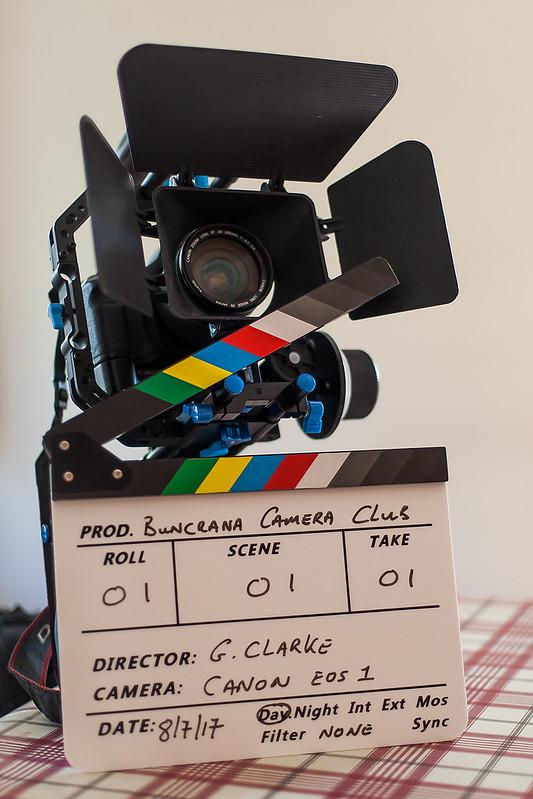 PROD. BUNCRANA CAMERA CLUB
ROLL SCENE TAKE
01 01 01
DIRECTOR: G. CLARKE
CAMERA: CANON EOS 1
DATE: 8/7/17 Day Night Int Ext Mos
Filter NONE Sync